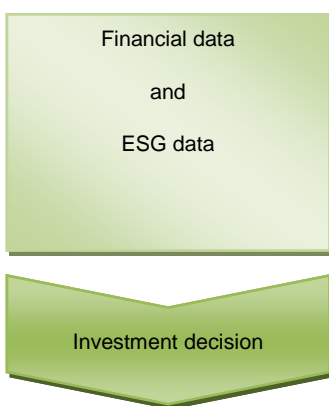 Financial data
and
ESG data
Investment decision